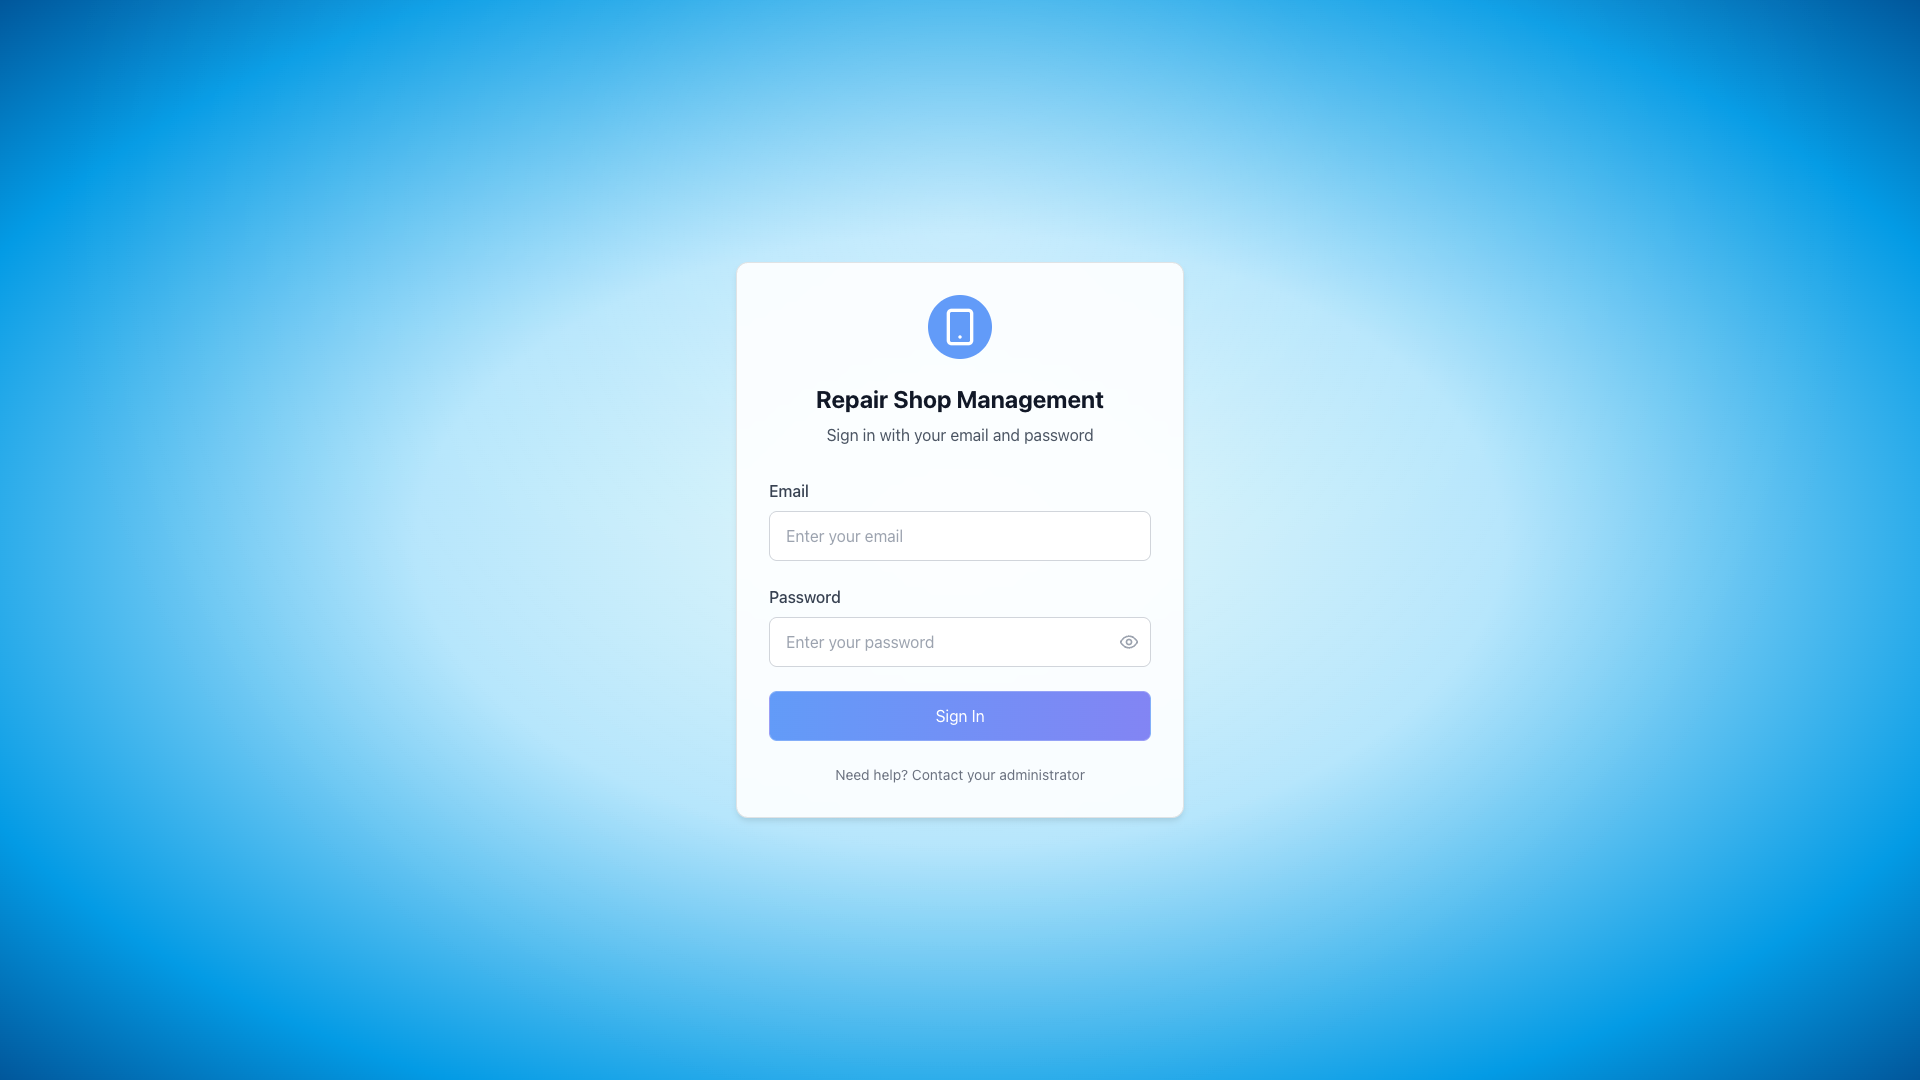 Repair Shop Management
Sign in with your email and password
Email
Enter your email
Password
Enter your password
Sign In
Need help? Contact your administrator